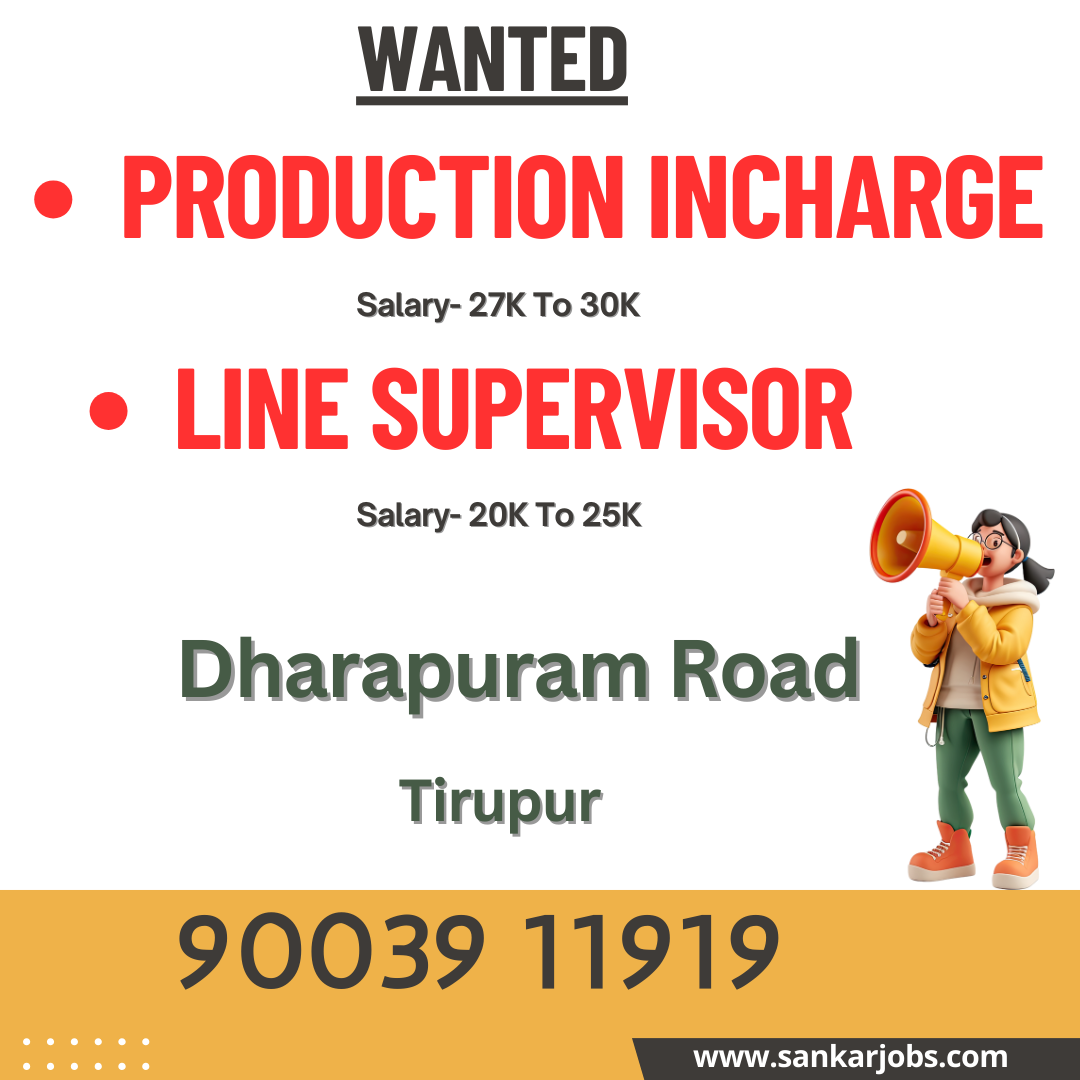 WANTED
• PRODUCTION INCHARGE
Salary- 27K To 30K
• LINE SUPERVISOR
Salary- 20K To 25K
Dharapuram Road
Tirupur
90039 11919
www.sankarjobs.com